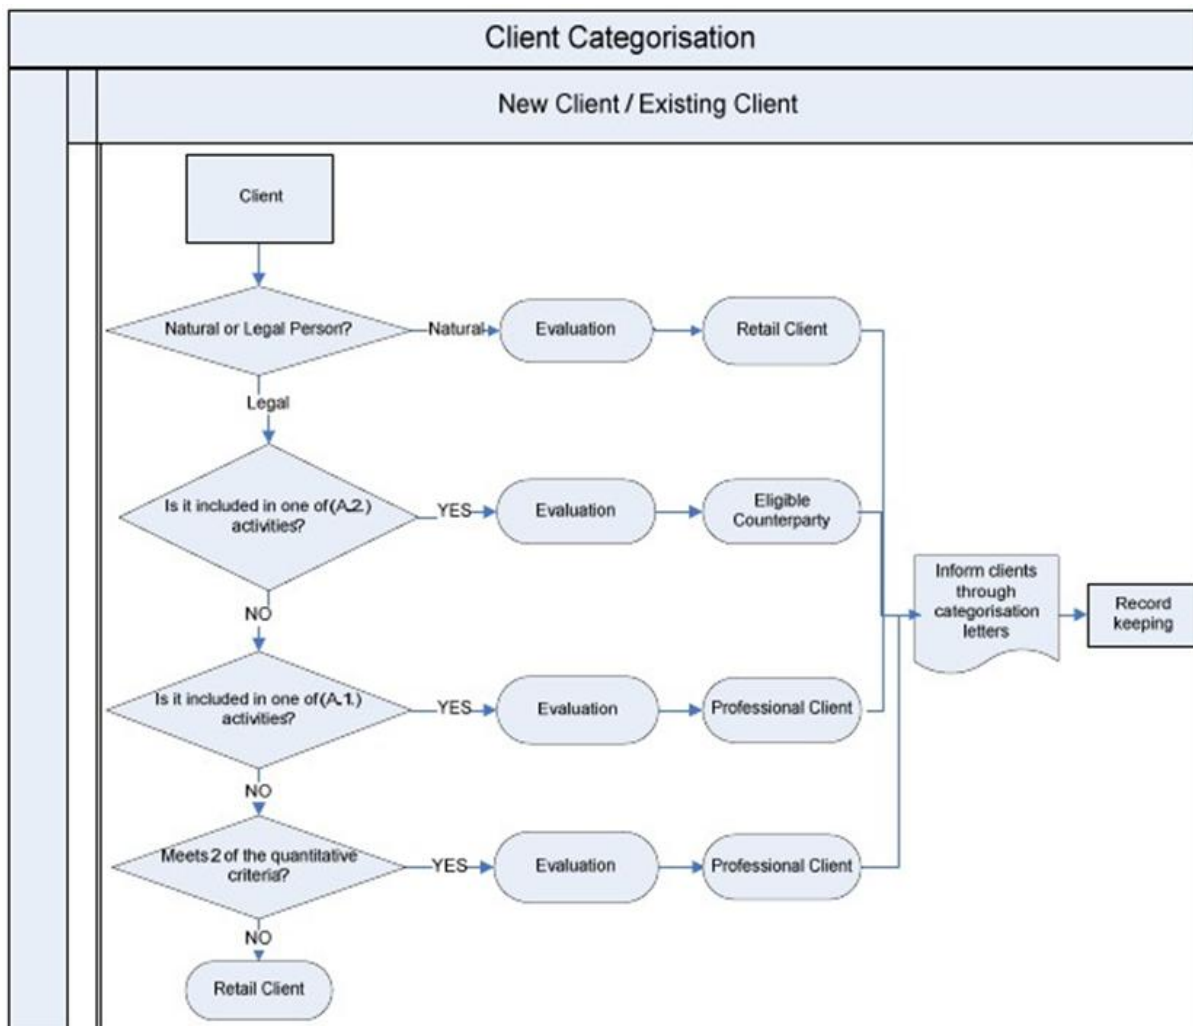 Client Categorisation
New Client / Existing Client
Client
Natural or Legal Person?
Natural
Evaluation
Retail Client
Legal
Is it included in one of (A.2.)
activities?
YES
Evaluation
Eligible
Counterparty
Inform clients
through
categorisation
letters
Record
keeping
NO
Is it included in one of (A.1.)
activities?
YES
Evaluation
Professional Client
NO
Meets 2 of the quantitative
criteria?
YES
Evaluation
Professional Client
NO
Retail Client